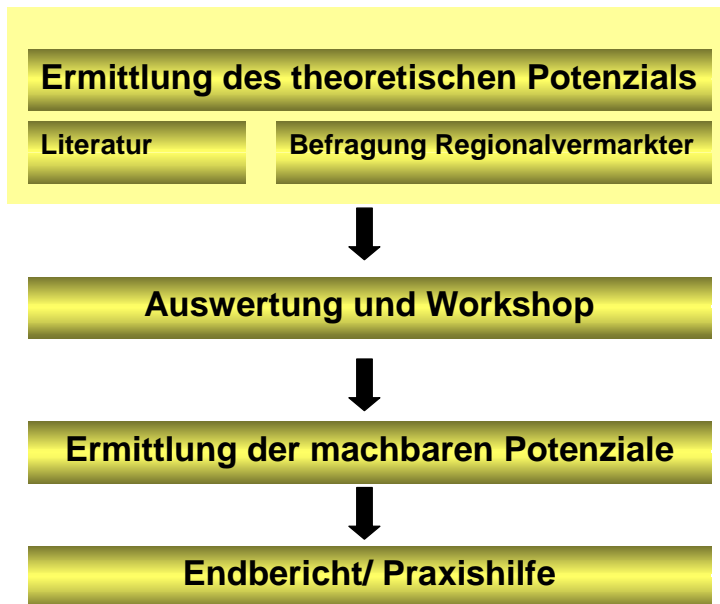 Ermittlung des theoretischen Potenzials
Literatur
Befragung Regionalvermarkter
Auswertung und Workshop
Ermittlung der machbaren Potenziale
Endbericht/ Praxishilfe